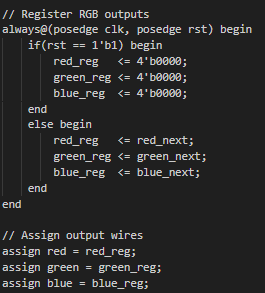 // Register RGB outputs
always@(posedge clk, posedge rst) begin
    if(rst == 1'b1) begin
        red_reg   <= 4'b0000;
        green_reg <= 4'b0000;
        blue_reg  <= 4'b0000;
    end
    else begin
        red_reg   <= red_next;
        green_reg <= green_next;
        blue_reg  <= blue_next;
    end
end

// Assign output wires
assign red = red_reg;
assign green = green_reg;
assign blue = blue_reg;